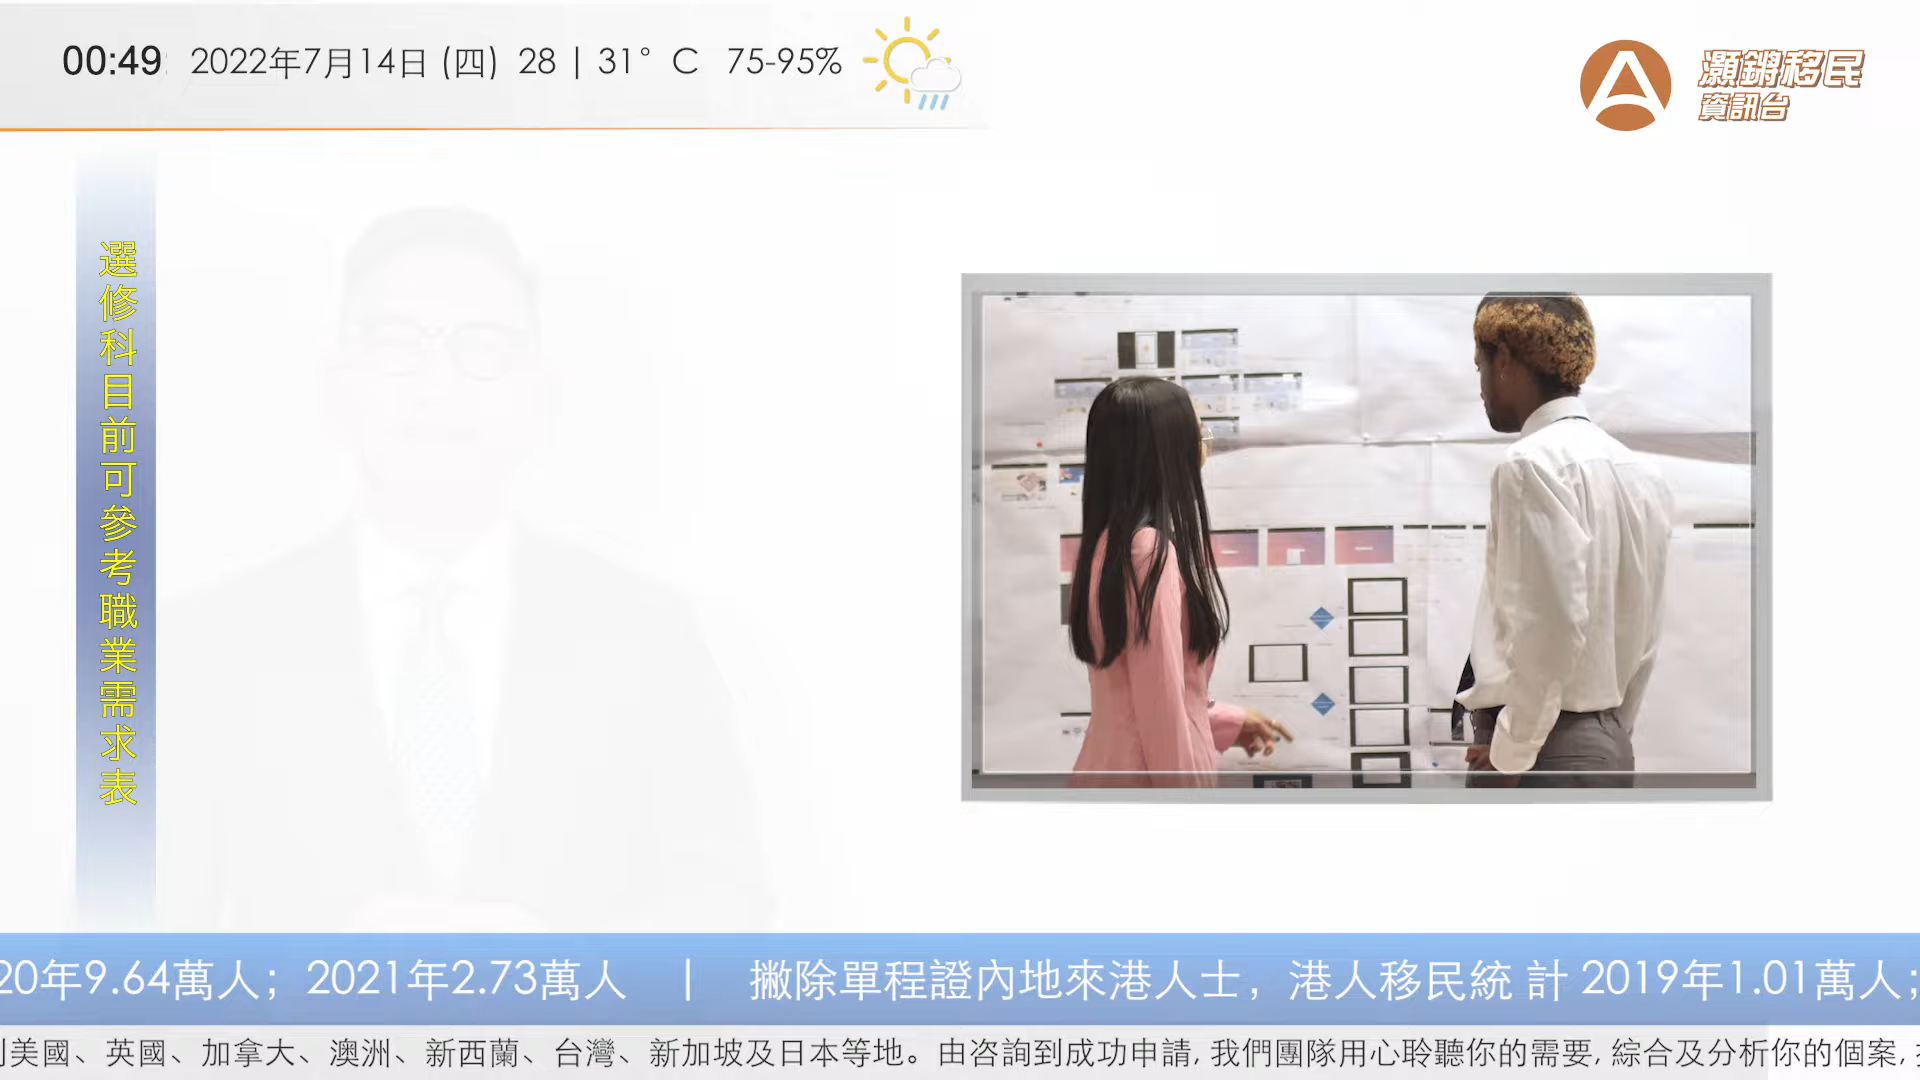 00:49
2022年7月14日 (四) 28 | 31° C 75-95%
灝鏘移民
資訊台
選修科目前可參考職業需求表
20年9.64萬人；2021年2.73萬人 | 撇除單程證內地來港人士，港人移民統 計 2019年1.01萬人；
美國、英國、加拿大、澳洲、新西蘭、台灣、新加坡及日本等地。由咨詢到成功申請, 我們團隊用心聆聽你的需要, 綜合及分析你的個案,